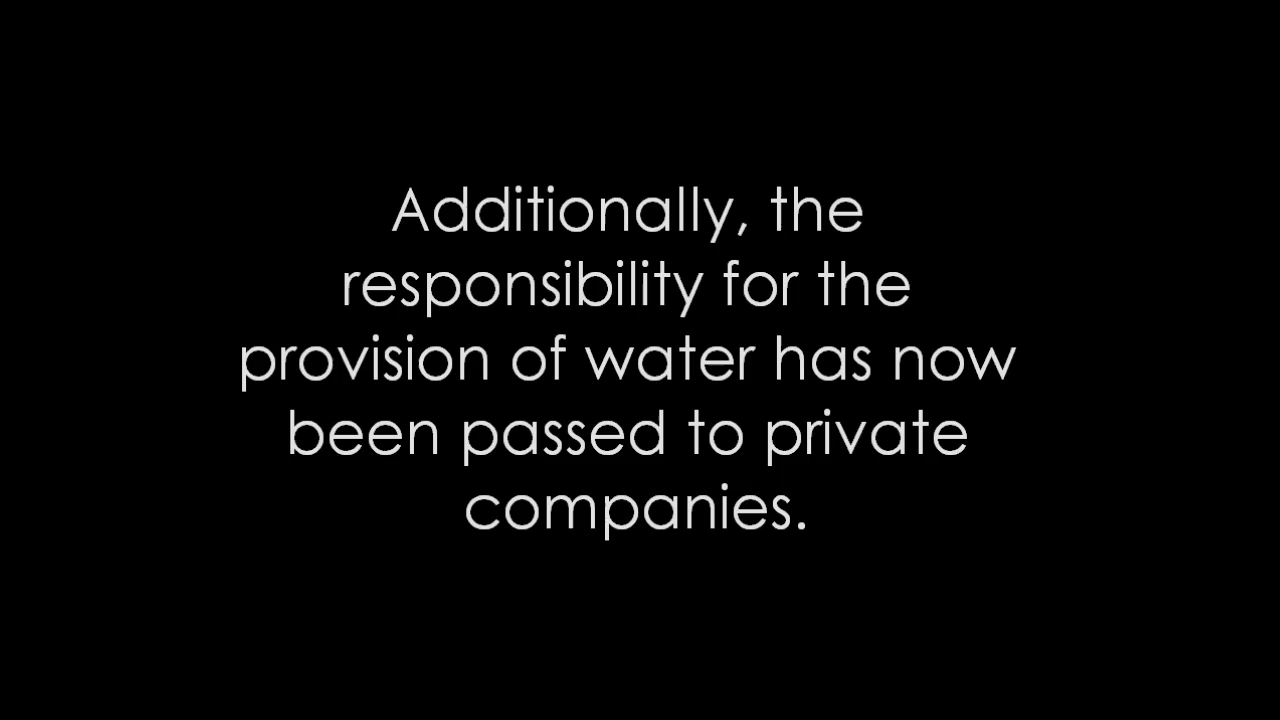 Additionally, the
responsibility for the
provision of water has now
been passed to private
companies.